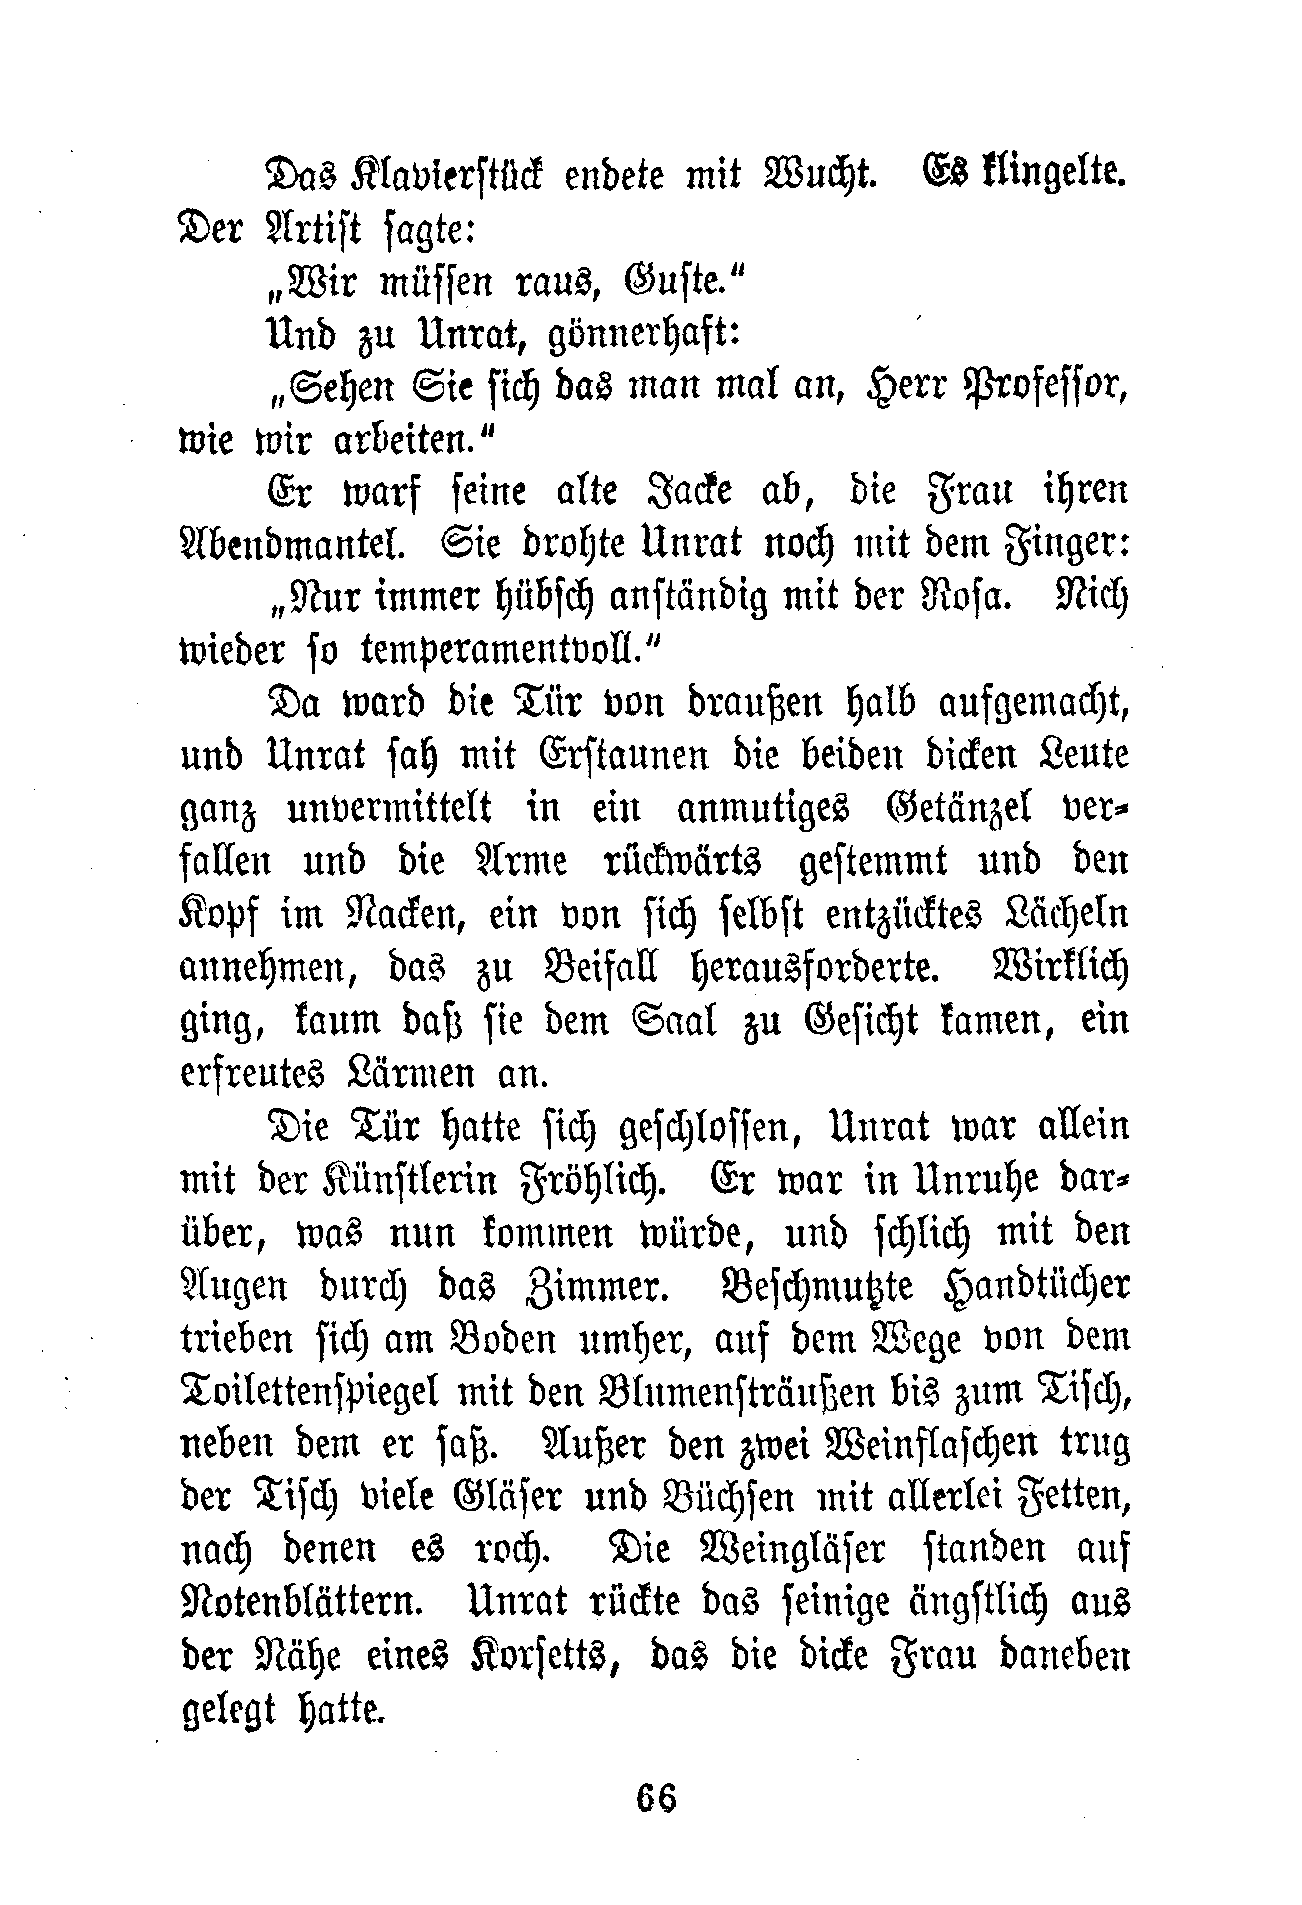 Das Klavierstück endete mit Wucht. Es klingelte.
Der Artist sagte:
„Wir müssen raus, Guste.“
Und zu Unrat, gönnerhaft:
„Sehen Sie sich das man mal an, Herr Professor,
wie wir arbeiten.“
Er warf seine alte Jacke ab, die Frau ihren
Abendmantel. Sie drohte Unrat noch mit dem Finger:
„Nur immer hübsch anständig mit der Rosa. Nich
wieder so temperamentvoll.“
Da ward die Tür von draußen halb aufgemacht,
und Unrat sah mit Erstaunen die beiden dicken Leute
ganz unvermittelt in ein anmutiges Getänzel ver-
fallen und die Arme rückwärts gestemmt und den
Kopf im Nacken, ein von sich selbst entzücktes Lächeln
annehmen, das zu Beifall herausforderte. Wirklich
ging, kaum daß sie dem Saal zu Gesicht kamen, ein
erfreutes Lärmen an.
Die Tür hatte sich geschlossen, Unrat war allein
mit der Künstlerin Fröhlich. Er war in Unruhe dar-
über, was nun kommen würde, und schlich mit den
Augen durch das Zimmer. Beschmutzte Handtücher
trieben sich am Boden umher, auf dem Wege von dem
Toilettenspiegel mit den Blumensträußen bis zum Tisch,
neben dem er saß. Außer den zwei Weinflaschen trug
der Tisch viele Gläser und Büchsen mit allerlei Fetten,
nach denen es roch. Die Weingläser standen auf
Notenblättern. Unrat rückte das seinige ängstlich aus
der Nähe eines Korsetts, das die dicke Frau daneben
gelegt hatte.
66